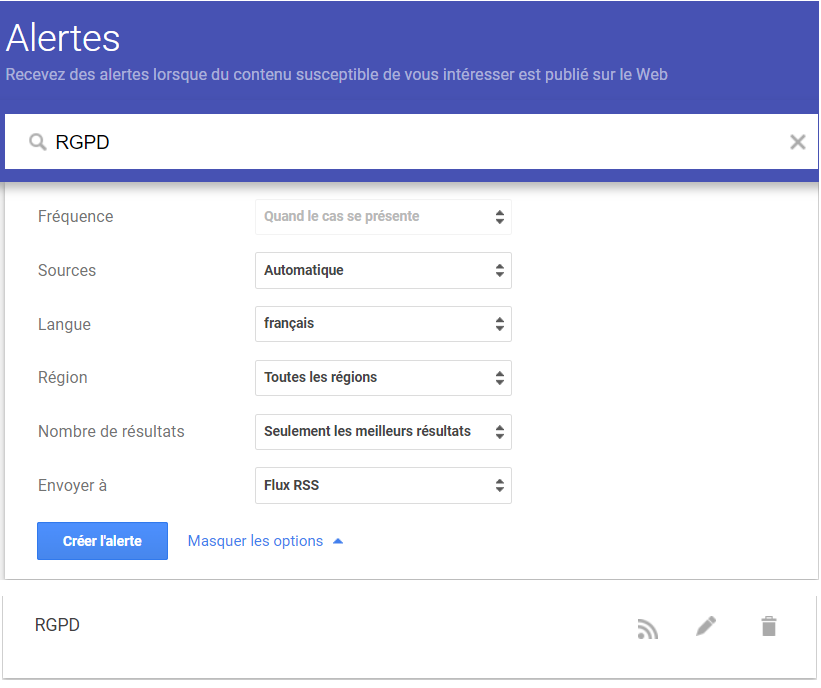 Alertes
Recevez des alertes lorsque du contenu susceptible de vous intéresser est publié sur le Web
RGPD
Fréquence Quand le cas se présente
Sources Automatique
Langue français
Région Toutes les régions
Nombre de résultats Seulement les meilleurs résultats
Envoyer à Flux RSS
Créer l'alerte Masquer les options
RGPD